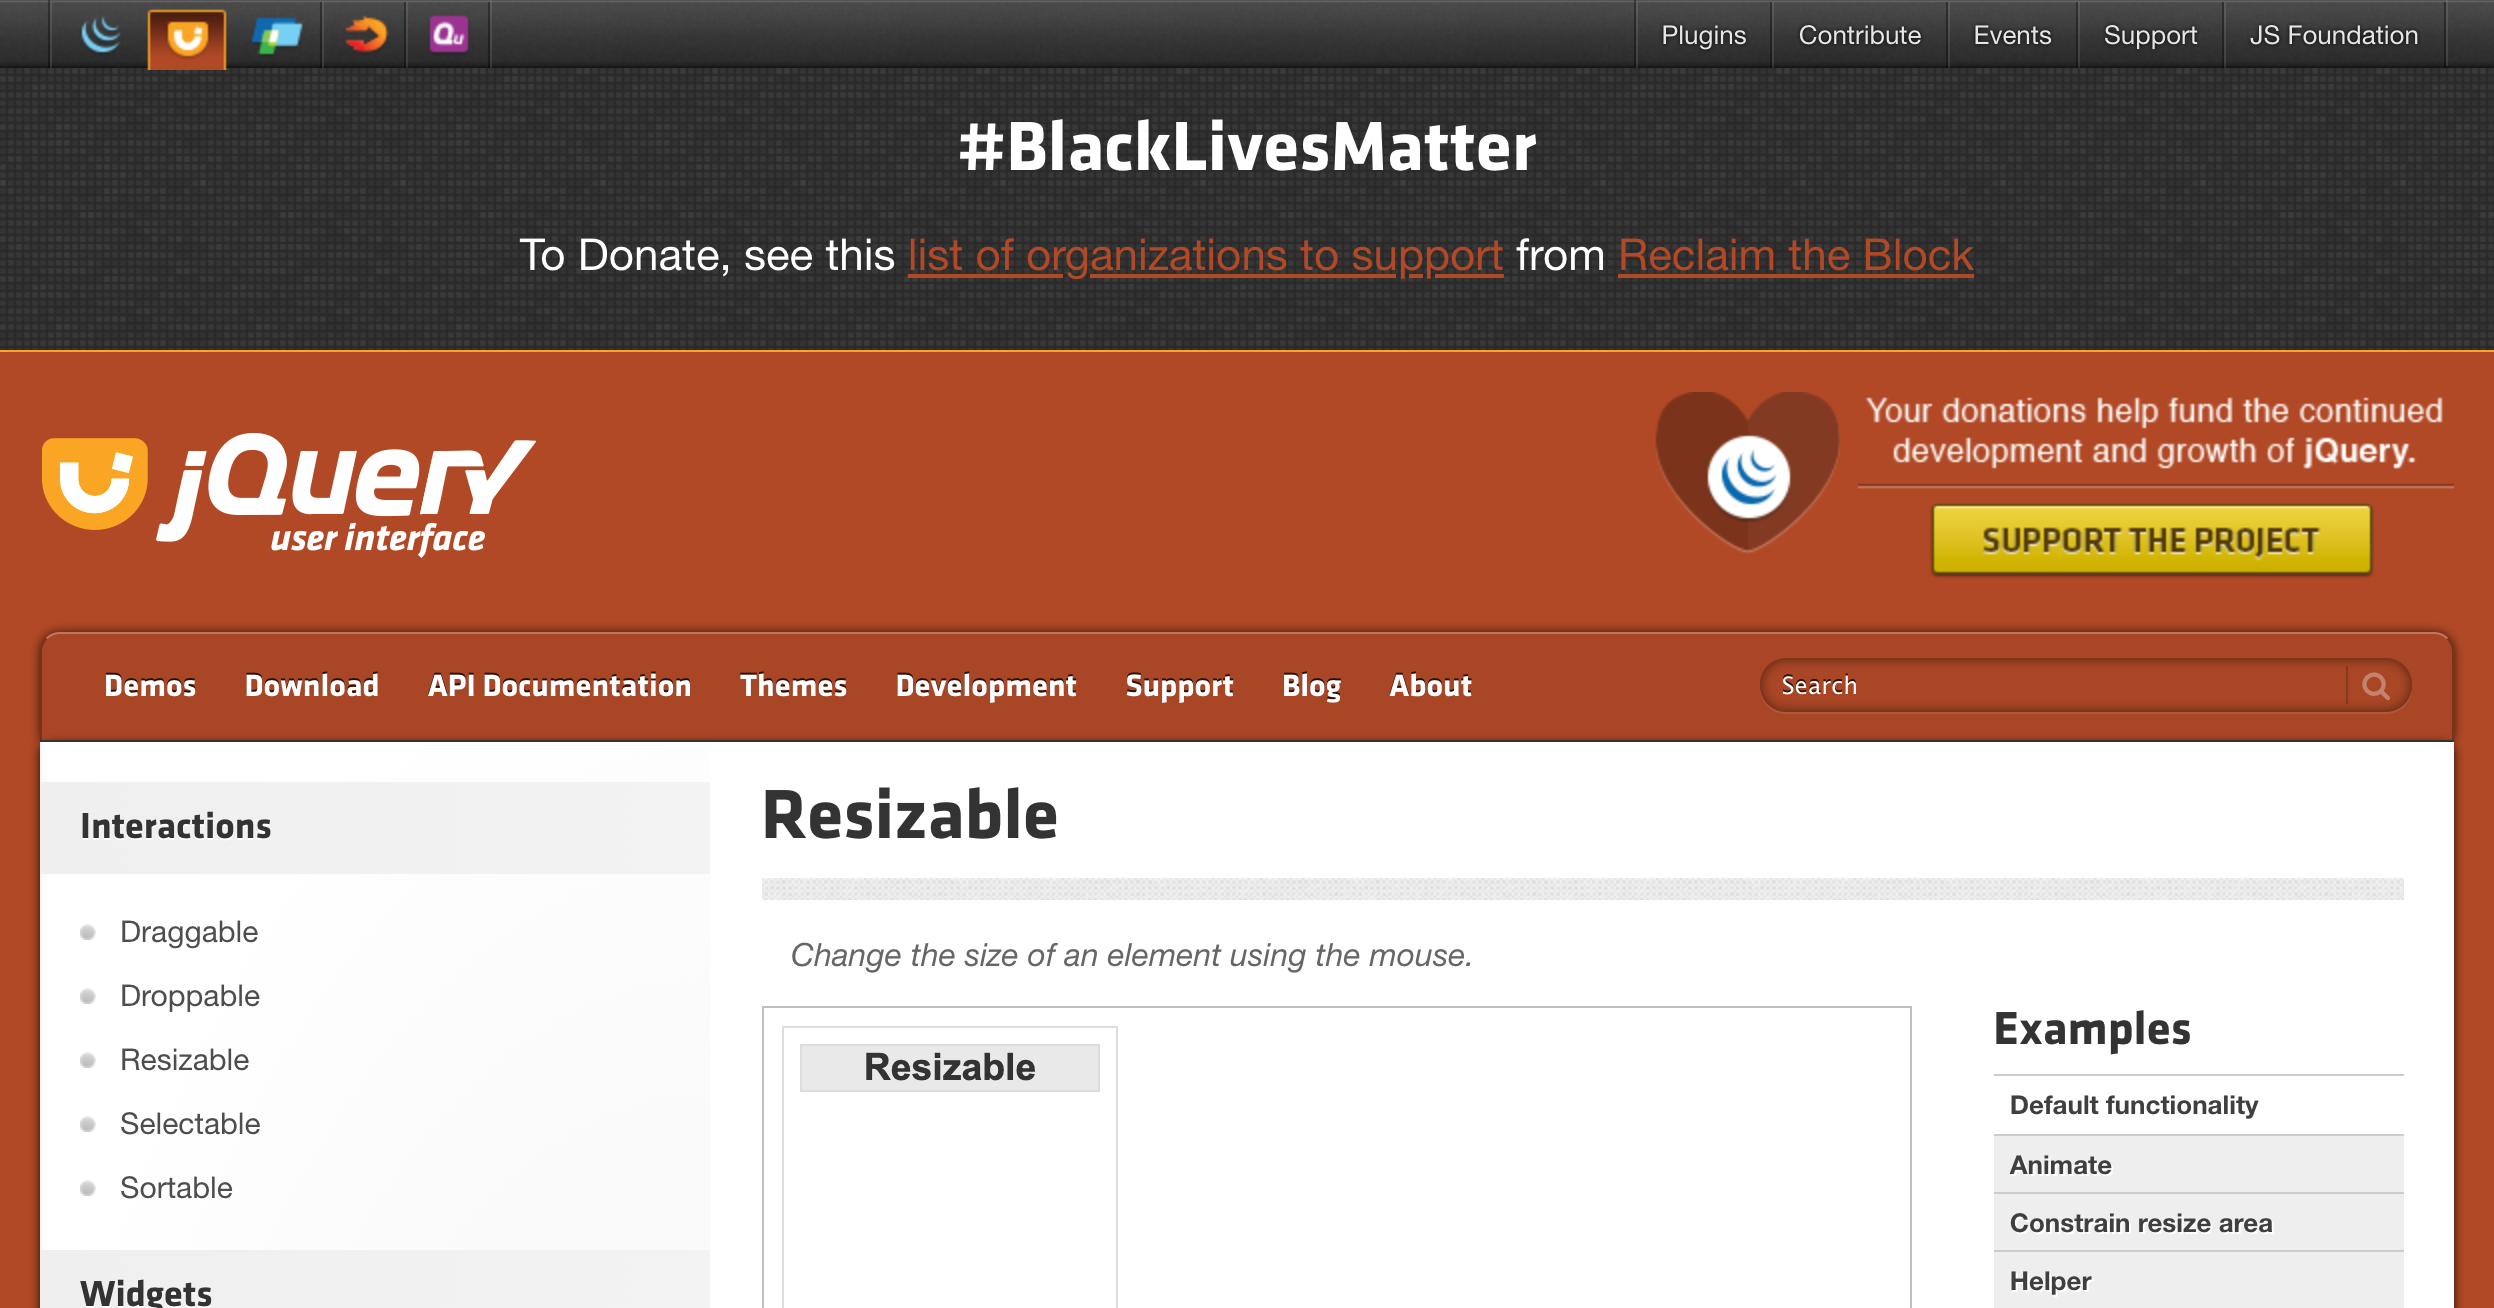 Qu
Plugins
Contribute
Events
Support
JS Foundation
#BlackLivesMatter
To Donate, see this list of organizations to support from Reclaim the Block
jQuery
user interface
Your donations help fund the continued
development and growth of jQuery.
SUPPORT THE PROJECT
Demos
Download
API Documentation
Themes
Development
Support
Blog
About
Search
Interactions
Draggable
Droppable
Resizable
Selectable
Sortable
Widgets
Resizable
Change the size of an element using the mouse.
Resizable
Examples
Default functionality
Animate
Constrain resize area
Helper